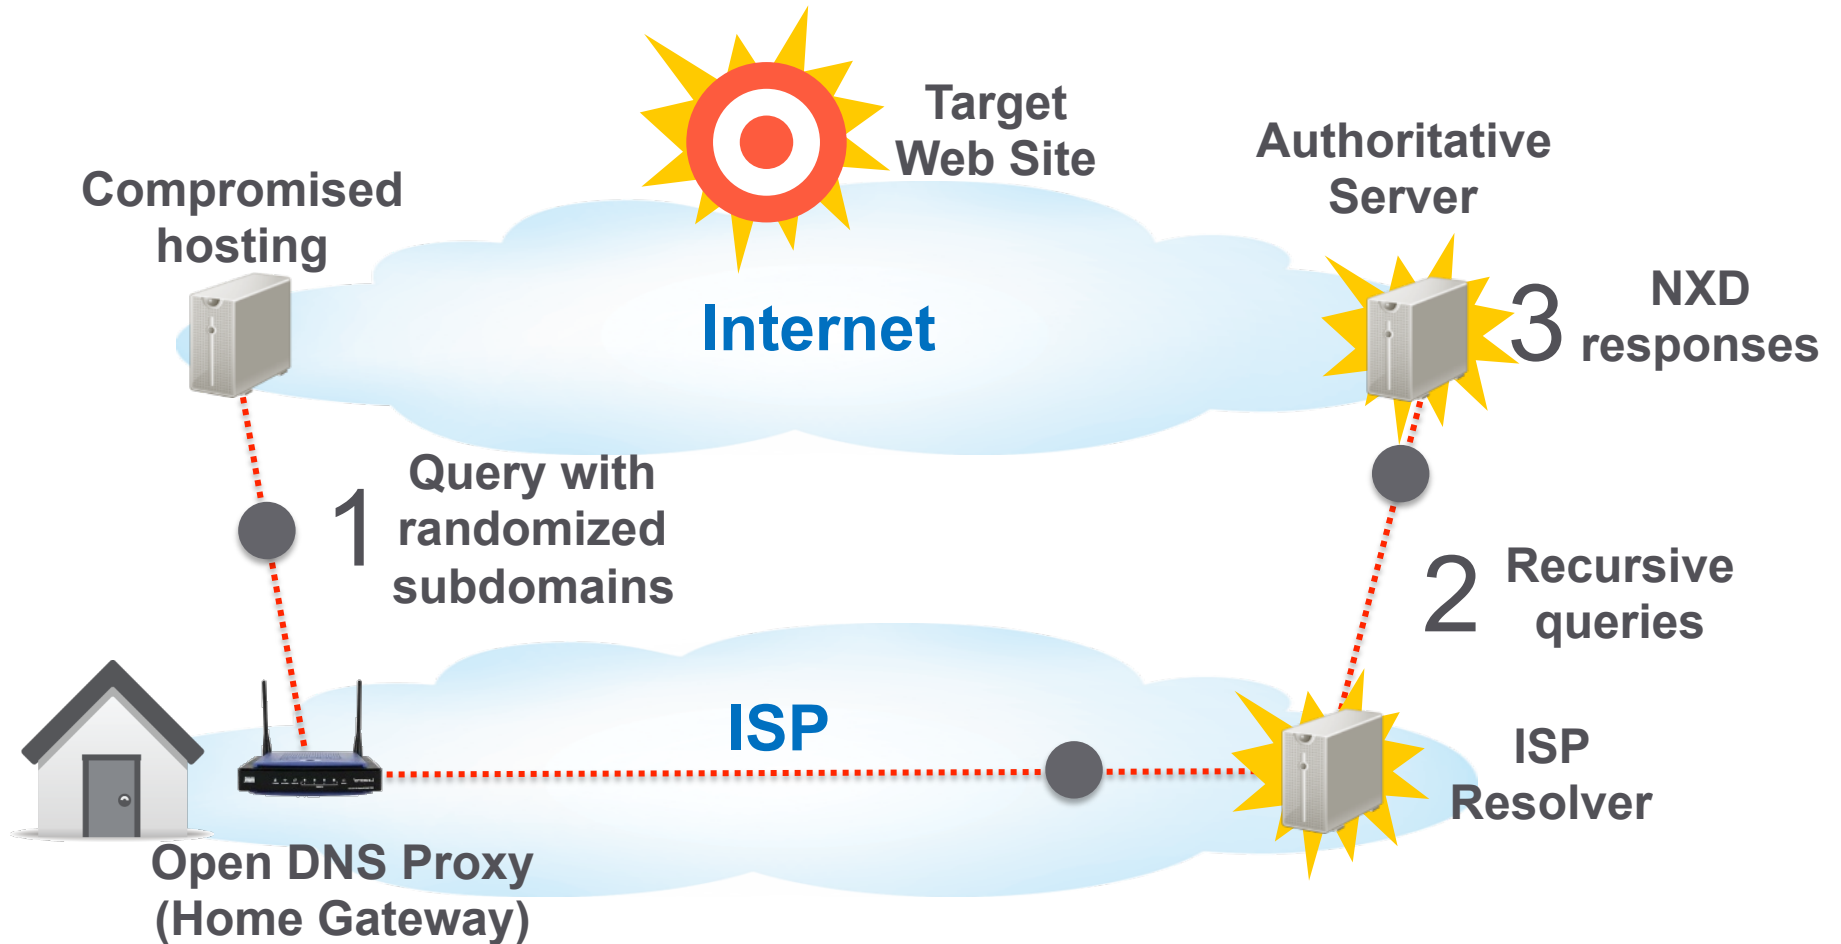 Target
Web Site
Authoritative
Server
Compromised
hosting
Internet
3
NXD
responses
1
Query with
randomized
subdomains
2
Recursive
queries
ISP
ISP
Resolver
Open DNS Proxy
(Home Gateway)